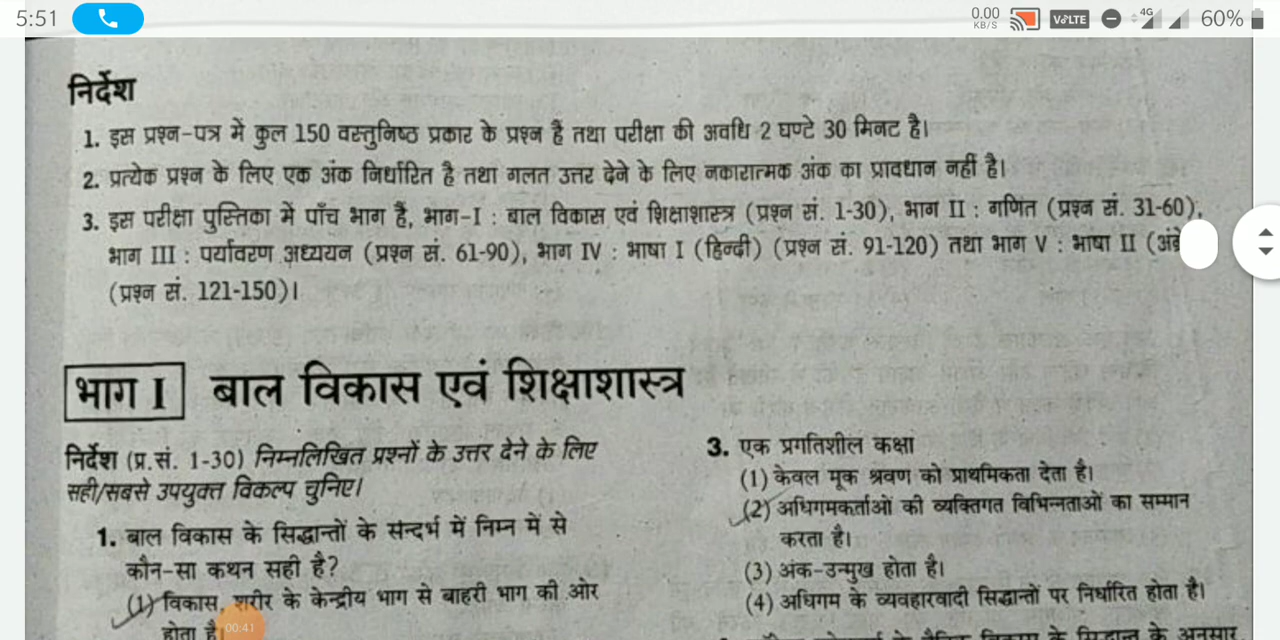 5:51
0.00
KB/S
VoLTE
4G
60%
निर्देश
1. इस प्रश्न-पत्र में कुल 150 वस्तुनिष्ठ प्रकार के प्रश्न हैं तथा परीक्षा की अवधि 2 घण्टे 30 मिनट है।
2. प्रत्येक प्रश्न के लिए एक अंक निर्धारित है तथा गलत उत्तर देने के लिए नकारात्मक अंक का प्रावधान नहीं है।
3. इस परीक्षा पुस्तिका में पाँच भाग हैं, भाग-I : बाल विकास एवं शिक्षाशास्त्र (प्रश्न सं. 1-30), भाग II : गणित (प्रश्न सं. 31-60),
भाग III : पर्यावरण अध्ययन (प्रश्न सं. 61-90), भाग IV : भाषा I (हिन्दी) (प्रश्न सं. 91-120) तथा भाग V : भाषा II
(प्रश्न सं. 121-150)।
भाग I बाल विकास एवं शिक्षाशास्त्र
निर्देश (प्र.सं. 1-30) निम्नलिखित प्रश्नों के उत्तर देने के लिए
सही/सबसे उपयुक्त विकल्प चुनिए।
1. बाल विकास के सिद्धान्तों के सन्दर्भ में निम्न में से
कौन-सा कथन सही है?
(1) विकास, शरीर के केन्द्रीय भाग से बाहरी भाग की ओर
होता है।
00:41
3. एक प्रगतिशील कक्षा
(1) केवल मूक श्रवण को प्राथमिकता देता है।
(2) अधिगमकर्ताओं की व्यक्तिगत विभिन्नताओं का सम्मान
करता है।
(3) अंक-उन्मुख होता है।
(4) अधिगम के व्यवहारवादी सिद्धान्तों पर निर्धारित होता है।
के सिद्धान्त के अनुसार